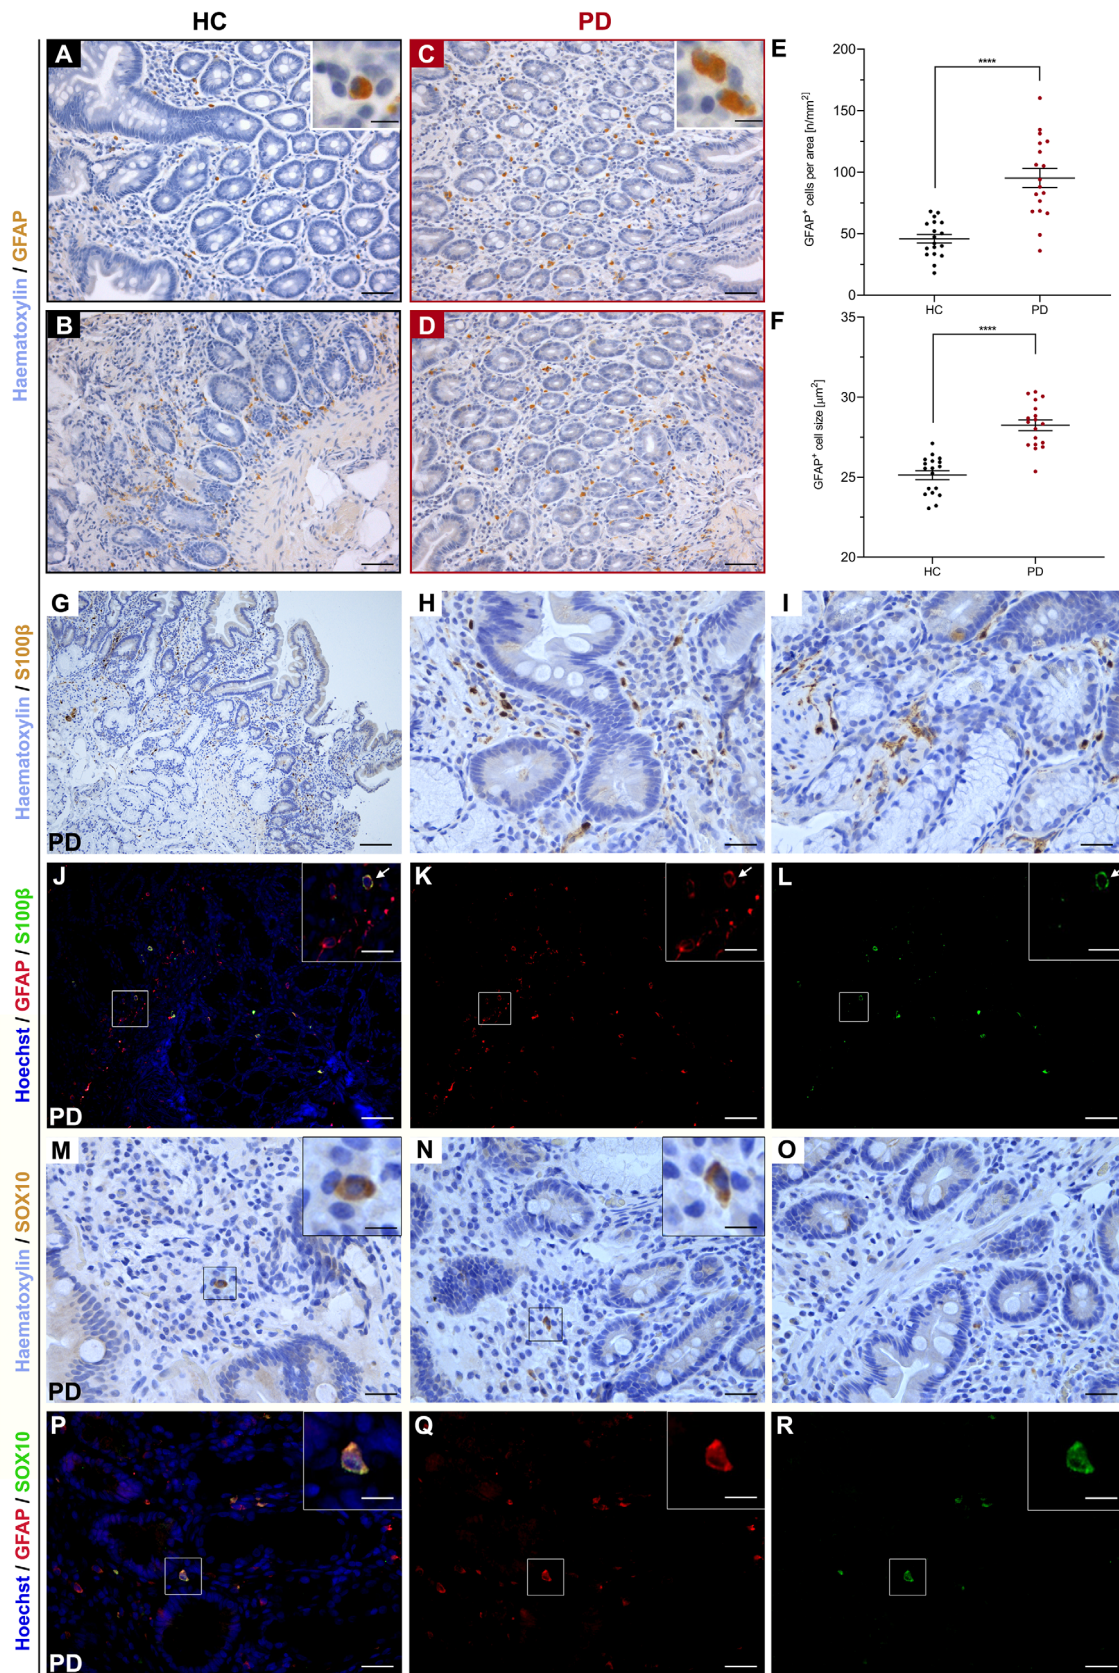 HC
PD
Haematoxylin / GFAP
A
C
E
GFAP⁺ cells per area [n/mm²]
200
150
100
50
0
****
HC
PD
B
D
F
GFAP⁺ cell size [µm²]
35
30
25
20
****
HC
PD
Haematoxylin / S100β
G
H
I
PD
Hoechst / GFAP / S100β
J
K
L
PD
Haematoxylin / SOX10
M
N
O
PD
Hoechst / GFAP / SOX10
P
Q
R
PD